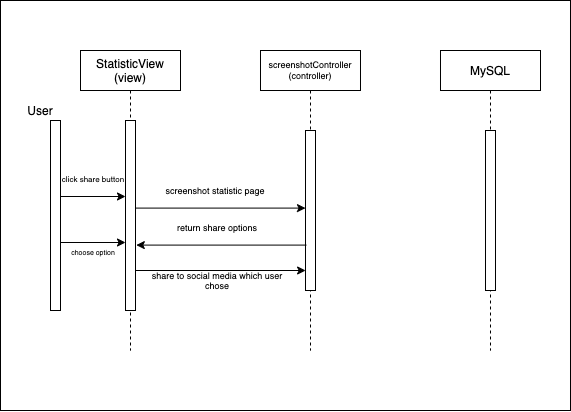 StatisticView
(view)
screenshotController
(controller)
MySQL
User
click share button
screenshot statistic page
return share options
choose option
share to social media which user
chose